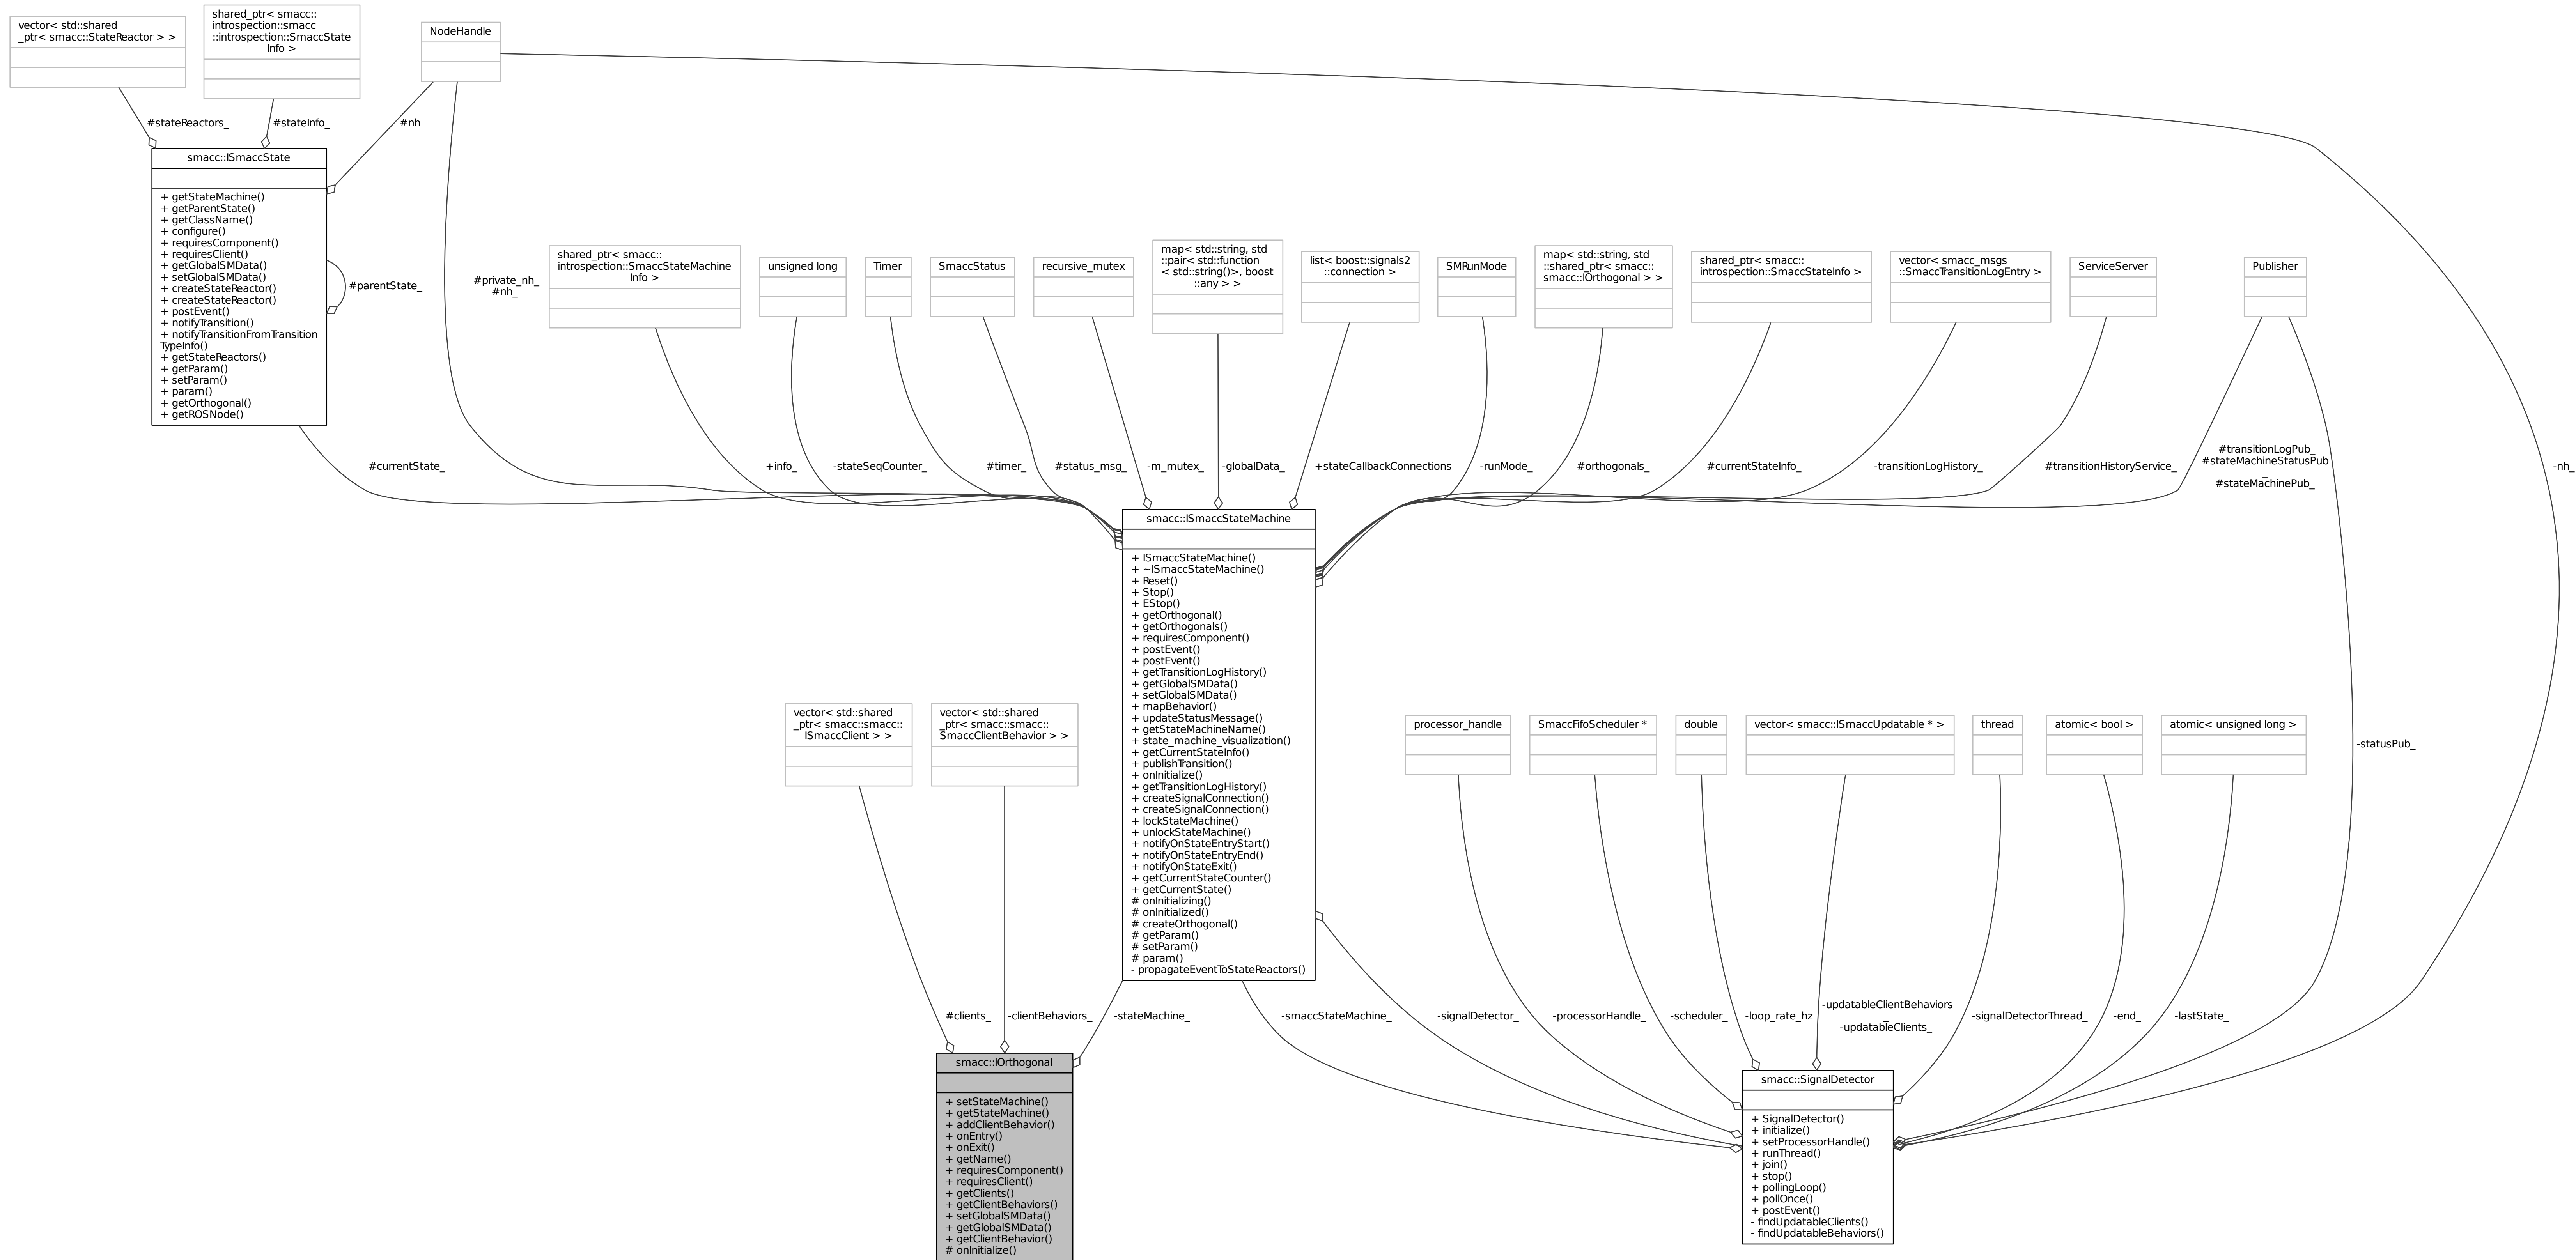 vector< std::shared
_ptr< smacc::StateReactor > >
shared_ptr< smacc::
introspection::smacc
::introspection::SmaccState
Info >
NodeHandle
#stateReactors_
#stateInfo_
#nh
smacc::ISmaccState
+ getStateMachine()
+ getParentState()
+ getClassName()
+ configure()
+ requiresComponent()
+ requiresClient()
+ getGlobalSMData()
+ setGlobalSMData()
+ createStateReactor()
+ createStateReactor()
+ postEvent()
+ notifyTransition()
+ notifyTransitionFromTransition
TypeInfo()
+ getStateReactors()
+ getParam()
+ setParam()
+ param()
+ getOrthogonal()
+ getROSNode()
#parentState_
#private_nh_
#nh_
shared_ptr< smacc::
introspection::SmaccStateMachine
Info >
unsigned long
Timer
SmaccStatus
recursive_mutex
map< std::string, std
::pair< std::function
< std::string()>, boost
::any > >
list< boost::signals2
::connection >
SMRunMode
map< std::string, std
::shared_ptr< smacc::
smacc::IOrthogonal > >
shared_ptr< smacc::
introspection::SmaccStateInfo >
vector< smacc_msgs
::SmaccTransitionLogEntry >
ServiceServer
Publisher
#currentState_
+info_
-stateSeqCounter_
#timer_
#status_msg_
-m_mutex_
-globalData_
+stateCallbackConnections
-runMode_
#orthogonals_
#currentStateInfo_
-transitionLogHistory_
#transitionHistoryService_
#transitionLogPub_
#stateMachineStatusPub
_
#stateMachinePub_
-nh_
smacc::ISmaccStateMachine
+ ISmaccStateMachine()
+ ~ISmaccStateMachine()
+ Reset()
+ Stop()
+ EStop()
+ getOrthogonal()
+ getOrthogonals()
+ requiresComponent()
+ postEvent()
+ postEvent()
+ getTransitionLogHistory()
+ getGlobalSMData()
+ setGlobalSMData()
+ mapBehavior()
+ updateStatusMessage()
+ getStateMachineName()
+ state_machine_visualization()
+ getCurrentStateInfo()
+ publishTransition()
+ onInitialize()
+ getTransitionLogHistory()
+ createSignalConnection()
+ createSignalConnection()
+ lockStateMachine()
+ unlockStateMachine()
+ notifyOnStateEntryStart()
+ notifyOnStateEntryEnd()
+ notifyOnStateExit()
+ getCurrentStateCounter()
+ getCurrentState()
# onInitializing()
# onInitialized()
# createOrthogonal()
# getParam()
# setParam()
# param()
- propagateEventToStateReactors()
vector< std::shared
_ptr< smacc::smacc::
ISmaccClient > >
vector< std::shared
_ptr< smacc::smacc::
SmaccClientBehavior > >
processor_handle
SmaccFifoScheduler *
double
vector< smacc::ISmaccUpdatable * >
thread
atomic< bool >
atomic< unsigned long >
-statusPub_
#clients_
-clientBehaviors_
-stateMachine_
-smaccStateMachine_
-signalDetector_
-processorHandle_
-scheduler_
-loop_rate_hz
-updatableClientBehaviors
_
-updatableClients_
-signalDetectorThread_
-end_
-lastState_
smacc::IOrthogonal
+ setStateMachine()
+ getStateMachine()
+ addClientBehavior()
+ onEntry()
+ onExit()
+ getName()
+ requiresComponent()
+ requiresClient()
+ getClients()
+ getClientBehaviors()
+ setGlobalSMData()
+ getGlobalSMData()
+ getClientBehavior()
# onInitialize()
smacc::SignalDetector
+ SignalDetector()
+ initialize()
+ setProcessorHandle()
+ runThread()
+ join()
+ stop()
+ pollingLoop()
+ pollOnce()
+ postEvent()
- findUpdatableClients()
- findUpdatableBehaviors()